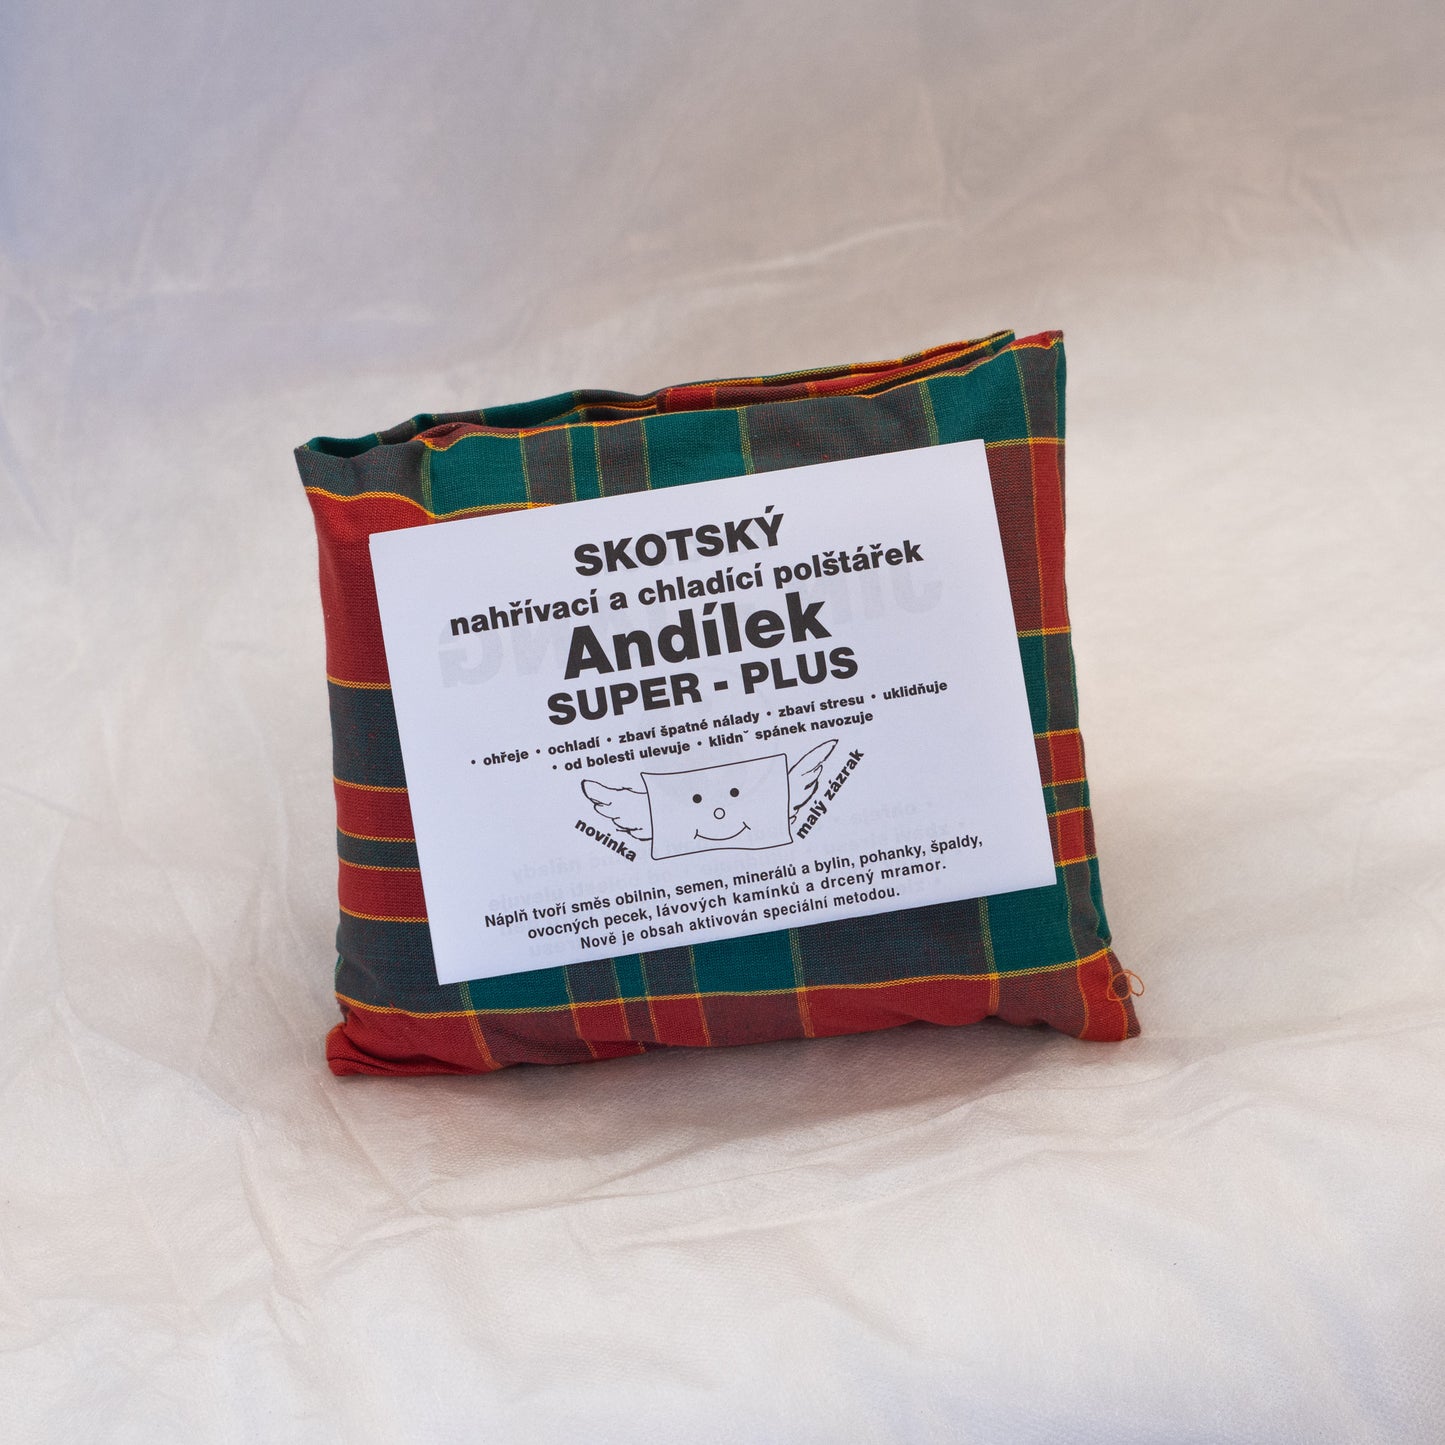 SKOTSKÝ
nahřívací a chladící polštářek
Andílek
SUPER - PLUS
• ohřeje • ochladí • zbaví špatné nálady • zbaví stresu • uklidňuje
• od bolesti ulevuje • klidnˇ spánek navozuje
novinka
malý zázrak
Náplň tvoří směs obilnin, semen, minerálů a bylin, pohanky, špaldy,
ovocných pecek, lávových kamínků a drcený mramor.
Nově je obsah aktivován speciální metodou.